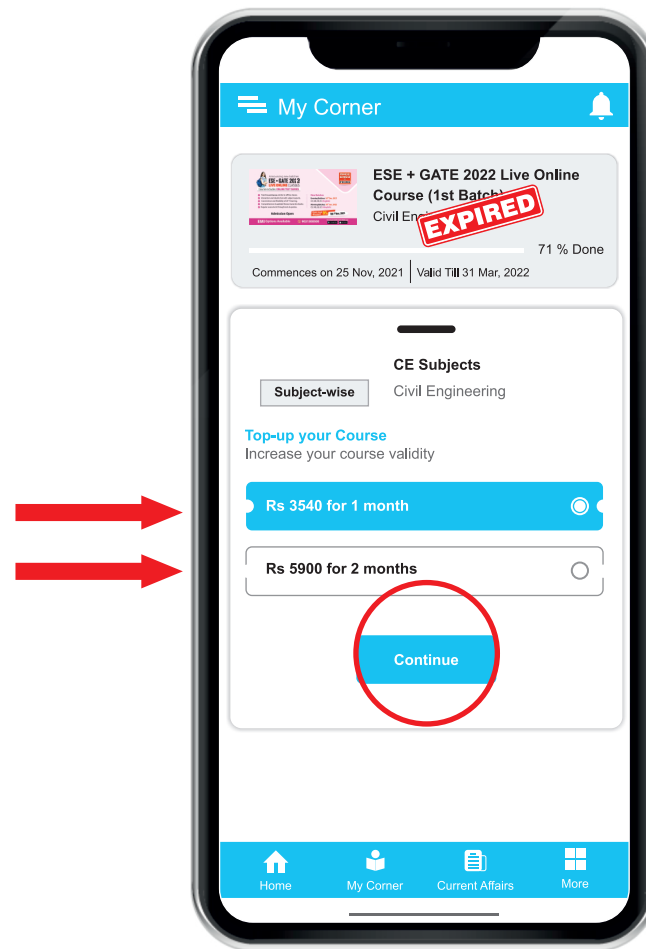 My Corner
ESE + GATE 2022 Live Online
Course (1st Batch)
Civil
EXPIRED
71 % Done
Commences on 25 Nov, 2021 | Valid Till 31 Mar, 2022
CE Subjects
Subject-wise
Civil Engineering
Top-up your Course
Increase your course validity
Rs 3540 for 1 month
Rs 5900 for 2 months
Continue
Home
My Corner
Current Affairs
More